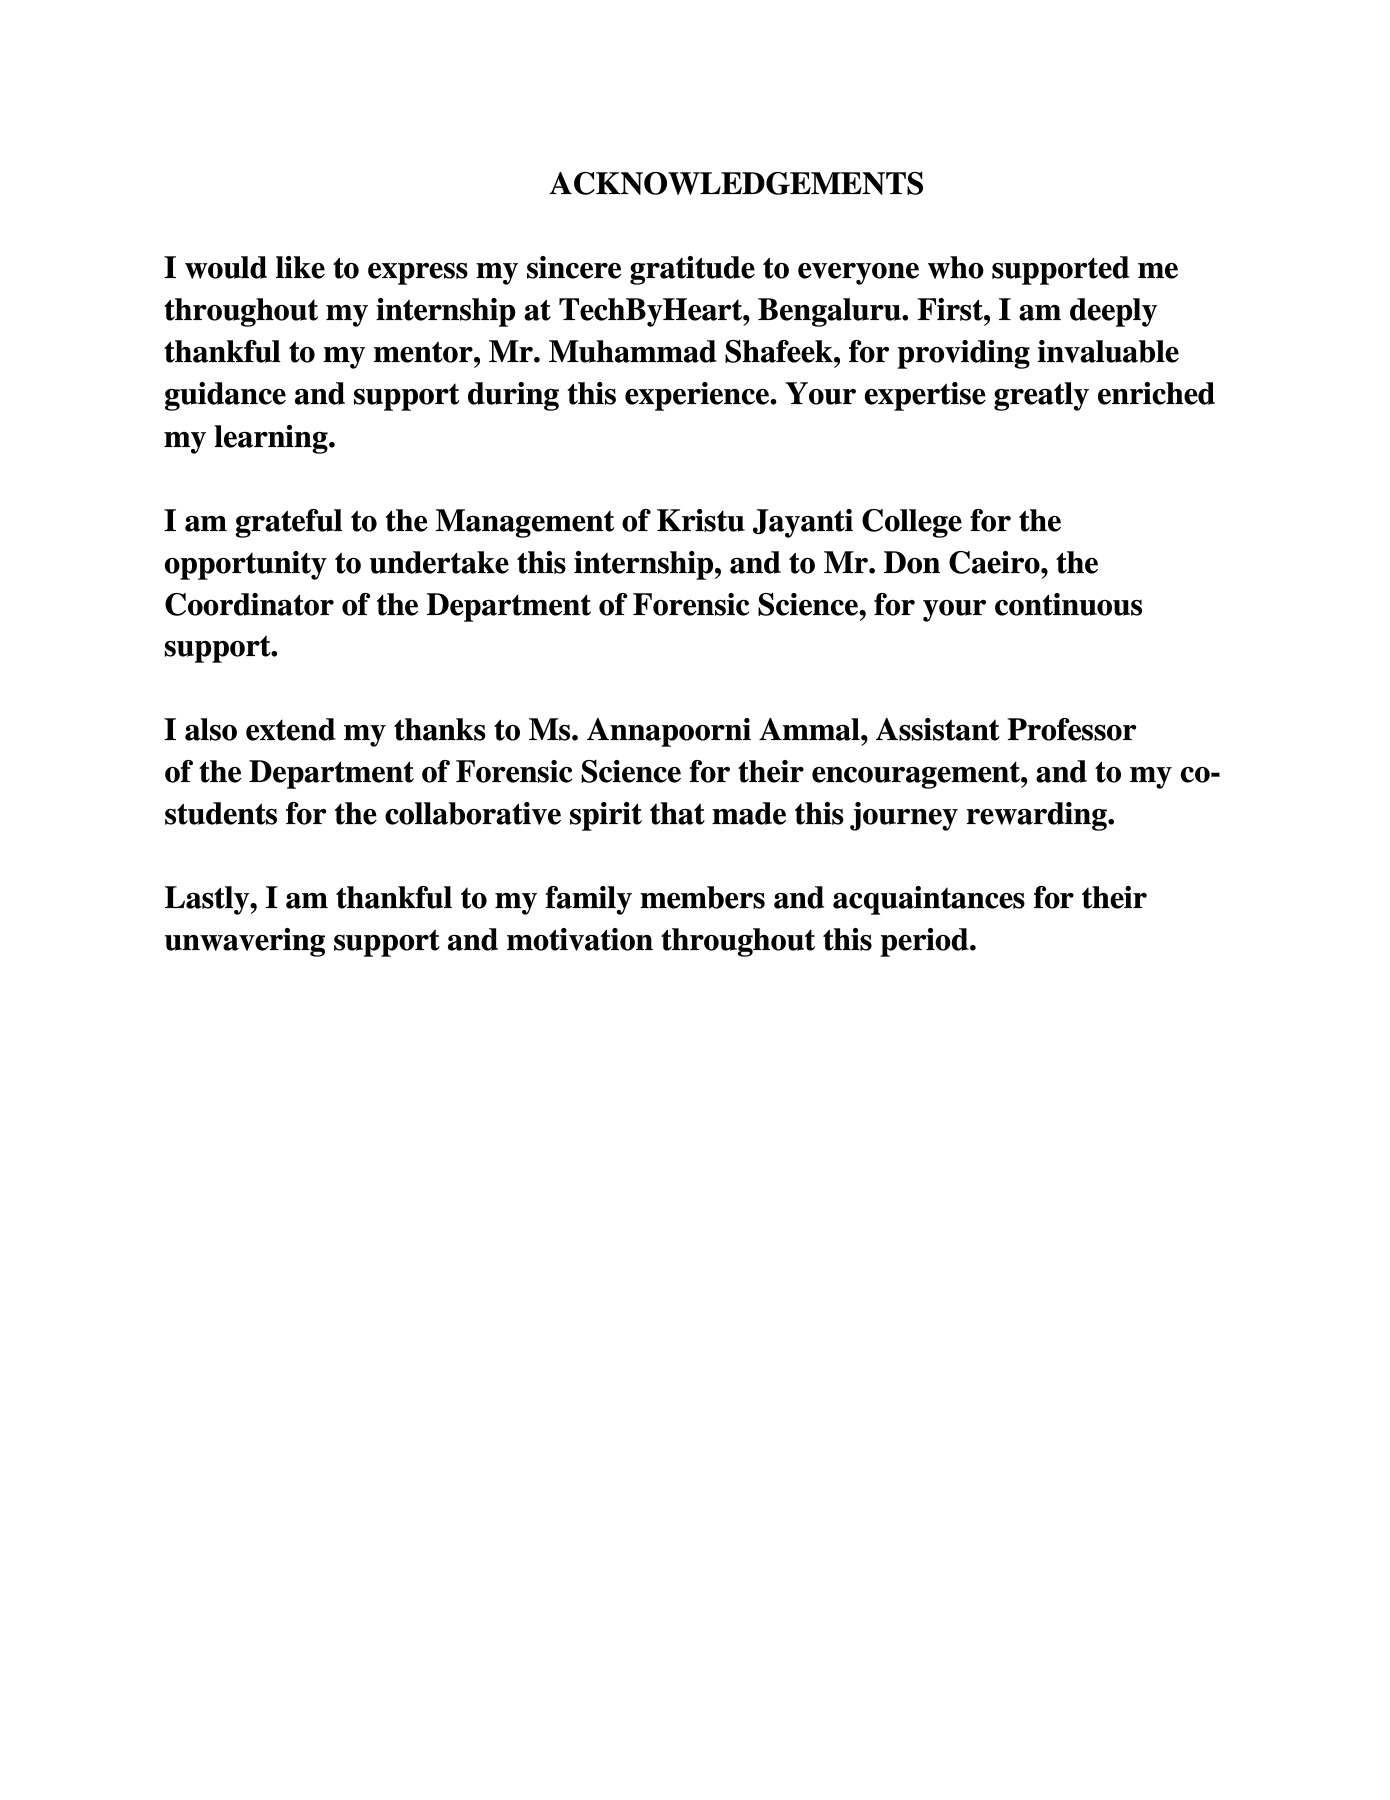 ACKNOWLEDGEMENTS
I would like to express my sincere gratitude to everyone who supported me
throughout my internship at TechByHeart, Bengaluru. First, I am deeply
thankful to my mentor, Mr. Muhammad Shafeek, for providing invaluable
guidance and support during this experience. Your expertise greatly enriched
my learning.
I am grateful to the Management of Kristu Jayanti College for the
opportunity to undertake this internship, and to Mr. Don Caeiro, the
Coordinator of the Department of Forensic Science, for your continuous
support.
I also extend my thanks to Ms. Annapoorni Ammal, Assistant Professor
of the Department of Forensic Science for their encouragement, and to my co-
students for the collaborative spirit that made this journey rewarding.
Lastly, I am thankful to my family members and acquaintances for their
unwavering support and motivation throughout this period.